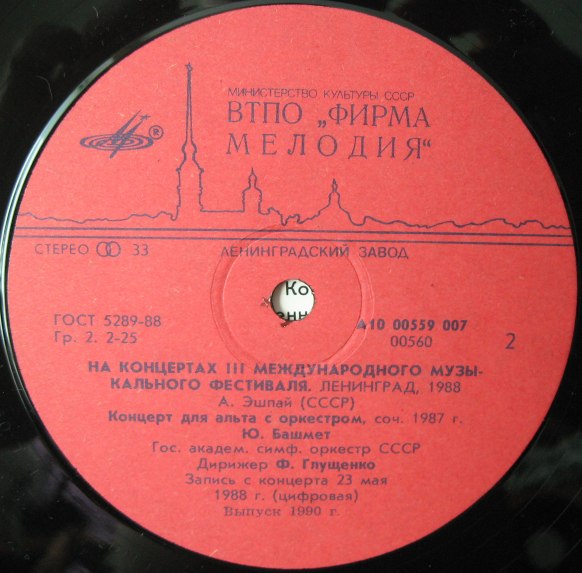 МИНИСТЕРСТВО КУЛЬТУРЫ СССР
ВТПО „ФИРМА
МЕЛОДИЯ“
®
СТЕРЕО 33 ЛЕНИНГРАДСКИЙ ЗАВОД
Ко
енн
ГОСТ 5289-88 А10 00559 007
Гр. 2. 2-25 00560 2
НА КОНЦЕРТАХ III МЕЖДУНАРОДНОГО МУЗЫ-
КАЛЬНОГО ФЕСТИВАЛЯ. ЛЕНИНГРАД, 1988
А. Эшпай (СССР)
Концерт для альта с оркестром, соч. 1987 г.
Ю. Башмет
Гос. академ. симф. оркестр СССР
Дирижер Ф. Глущенко
Запись с концерта 23 мая
1988 г. (цифровая)
Выпуск 1990 г.